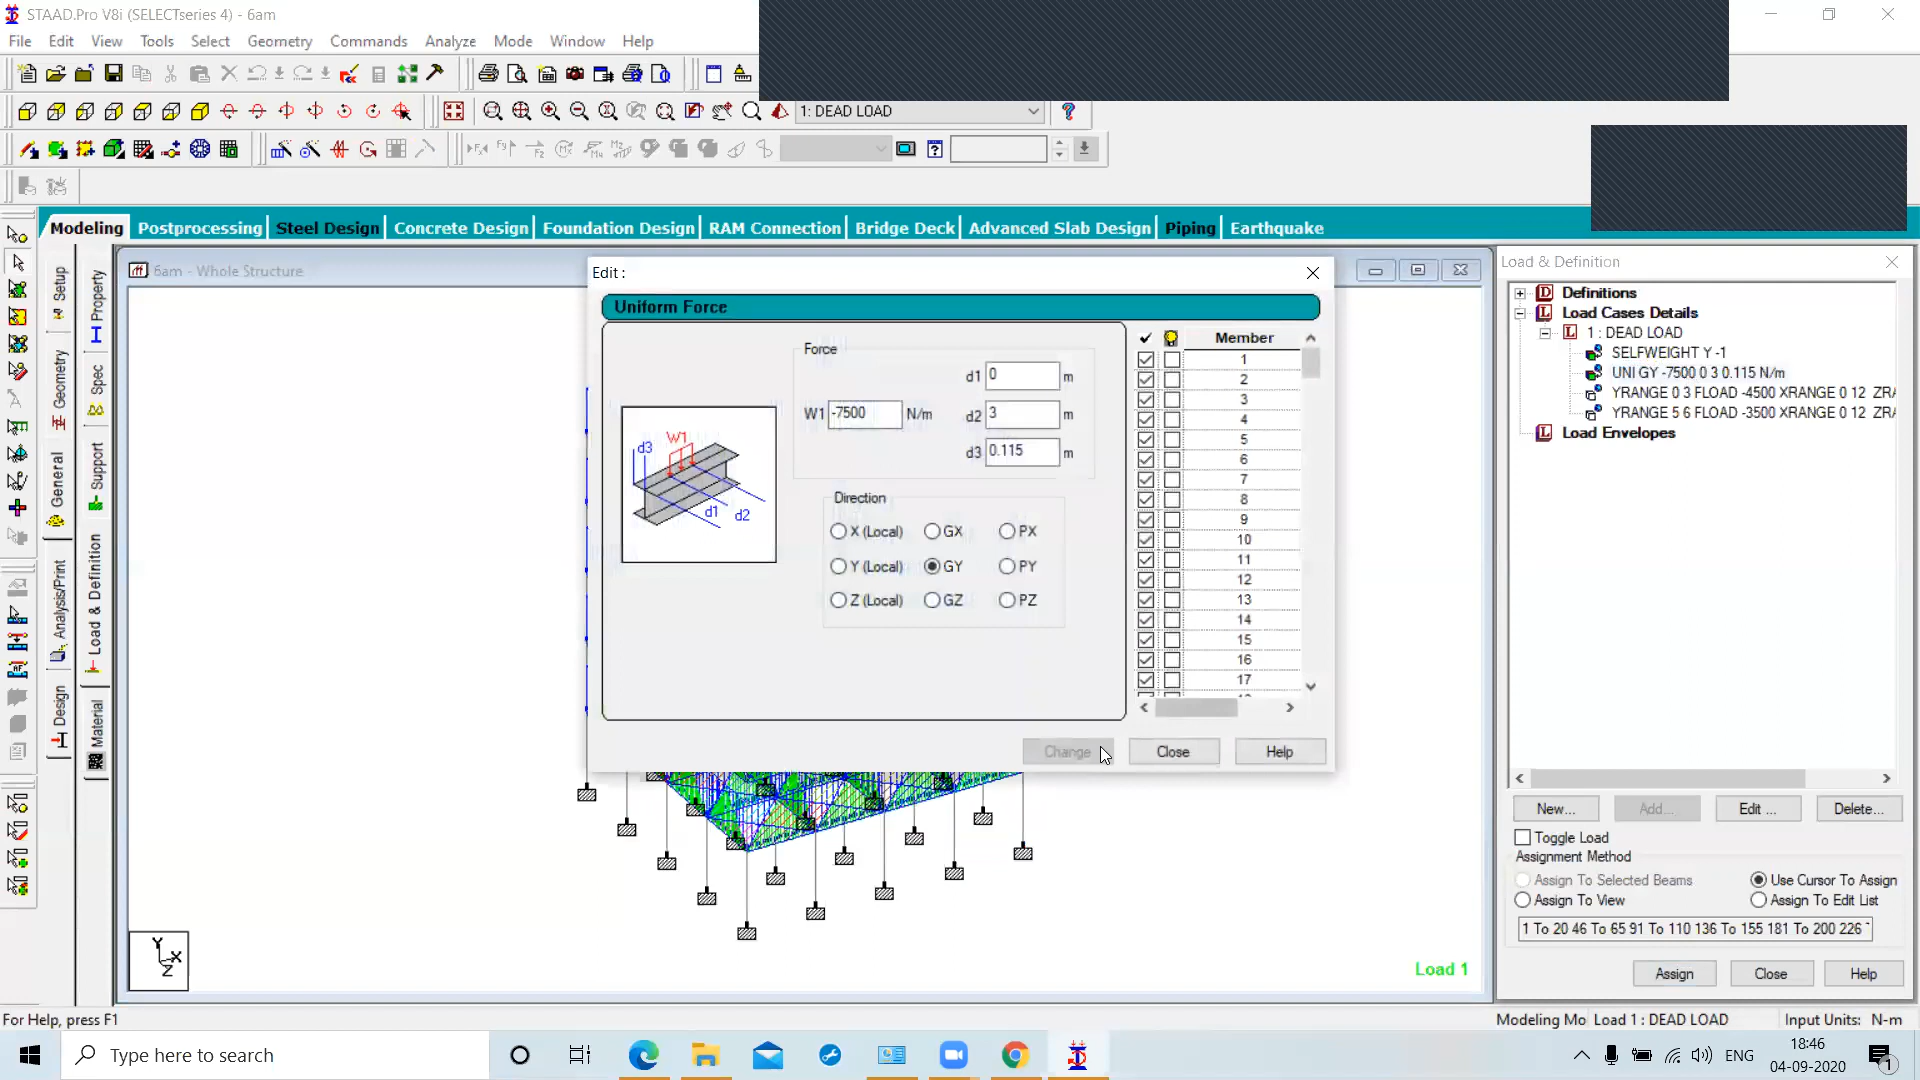 STAAD.Pro V8i (SELECTseries 4) - 6am
File Edit View Tools Select Geometry Commands Analyze Mode Window Help
1: DEAD LOAD
Modeling Postprocessing Steel Design Concrete Design Foundation Design RAM Connection Bridge Deck Advanced Slab Design Piping Earthquake
Setup
Geometry
General
Analysis/Print
Design
Property
Spec
Support
Load & Definition
Material
6am - Whole Structure
Edit :
Uniform Force
Force
d1 0 m
W1 -7500 N/m
d2 3 m
d3 0.115 m
W1
d3
d1
d2
Direction
X (Local) GX PX
Y (Local) GY PY
Z (Local) GZ PZ
Member
1
2
3
4
5
6
7
8
9
10
11
12
13
14
15
16
17
Change Close Help
Y
X
Z
Load 1
Load & Definition
Definitions
Load Cases Details
1 : DEAD LOAD
SELFWEIGHT Y -1
UNI GY -7500 0 3 0.115 N/m
YRANGE 0 3 FLOAD -4500 XRANGE 0 12 ZRA
YRANGE 5 6 FLOAD -3500 XRANGE 0 12 ZRA
Load Envelopes
New... Add... Edit ... Delete...
Toggle Load
Assignment Method
Assign To Selected Beams Use Cursor To Assign
Assign To View Assign To Edit List
1 To 20 46 To 65 91 To 110 136 To 155 181 To 200 226
Assign Close Help
For Help, press F1
Modeling Mo Load 1 : DEAD LOAD Input Units: N-m
Type here to search
ENG
18:46
04-09-2020
1